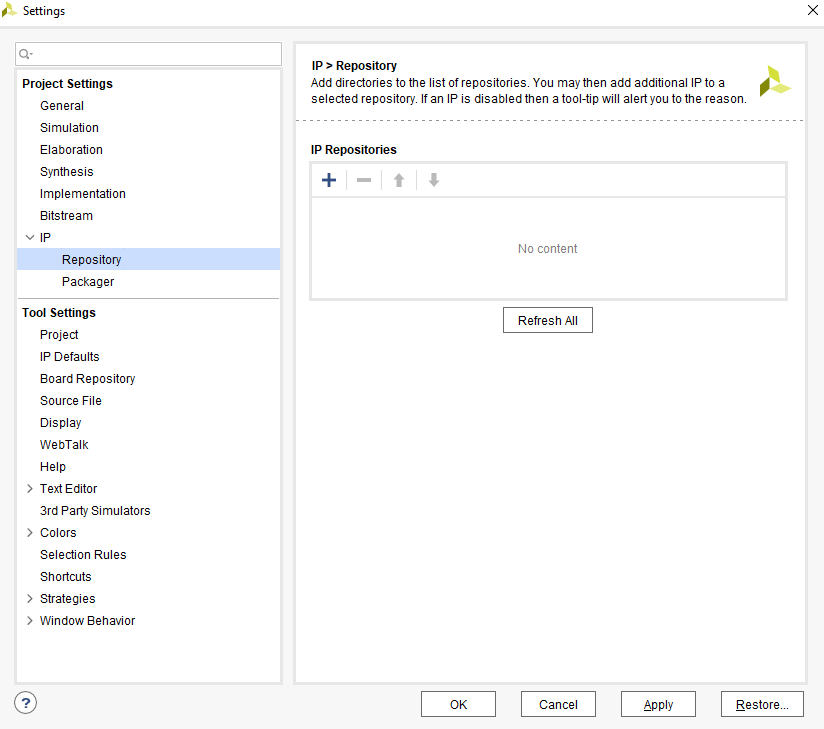 Settings
Project Settings
General
Simulation
Elaboration
Synthesis
Implementation
Bitstream
IP
Repository
Packager
Tool Settings
Project
IP Defaults
Board Repository
Source File
Display
WebTalk
Help
Text Editor
3rd Party Simulators
Colors
Selection Rules
Shortcuts
Strategies
Window Behavior
IP > Repository
Add directories to the list of repositories. You may then add additional IP to a
selected repository. If an IP is disabled then a tool-tip will alert you to the reason.
IP Repositories
No content
Refresh All
?
OK
Cancel
Apply
Restore...